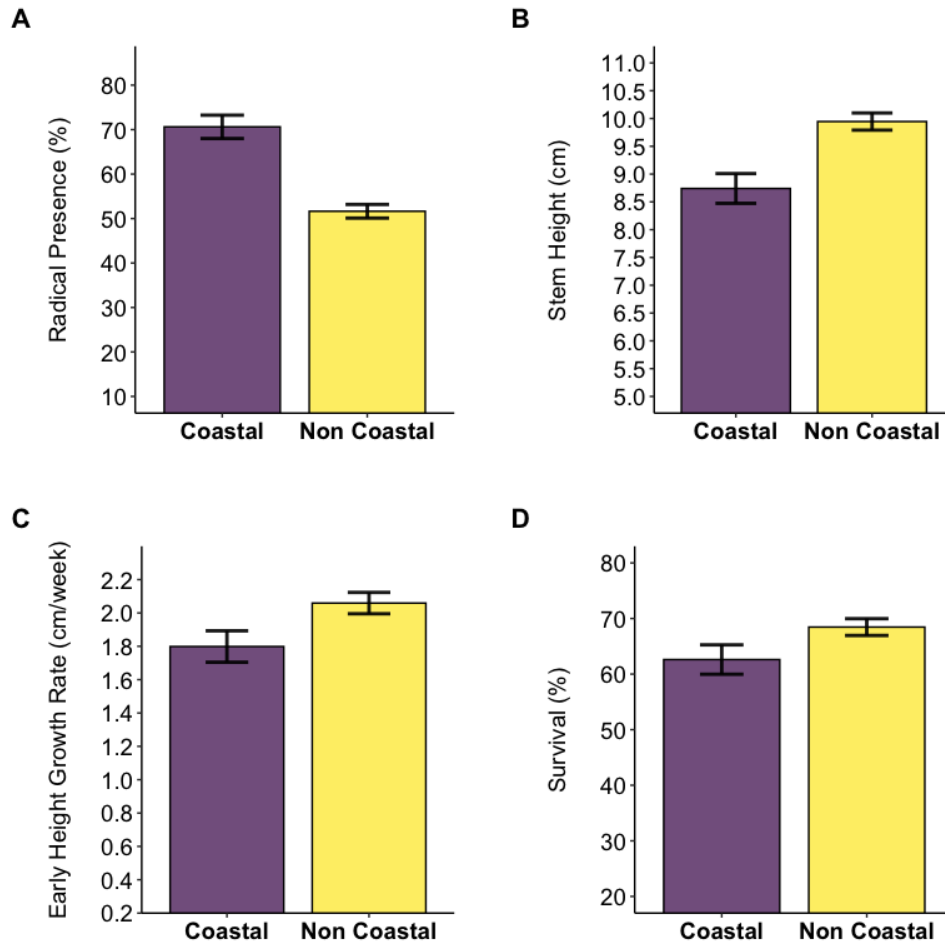 A
Radical Presence (%)
80
70
60
50
40
30
20
10
Coastal
Non Coastal
B
Stem Height (cm)
11.0
10.5
10.0
9.5
9.0
8.5
8.0
7.5
7.0
6.5
6.0
5.5
5.0
Coastal
Non Coastal
C
Early Height Growth Rate (cm/week)
2.2
2.0
1.8
1.6
1.4
1.2
1.0
0.8
0.6
0.4
0.2
Coastal
Non Coastal
D
Survival (%)
80
70
60
50
40
30
20
Coastal
Non Coastal